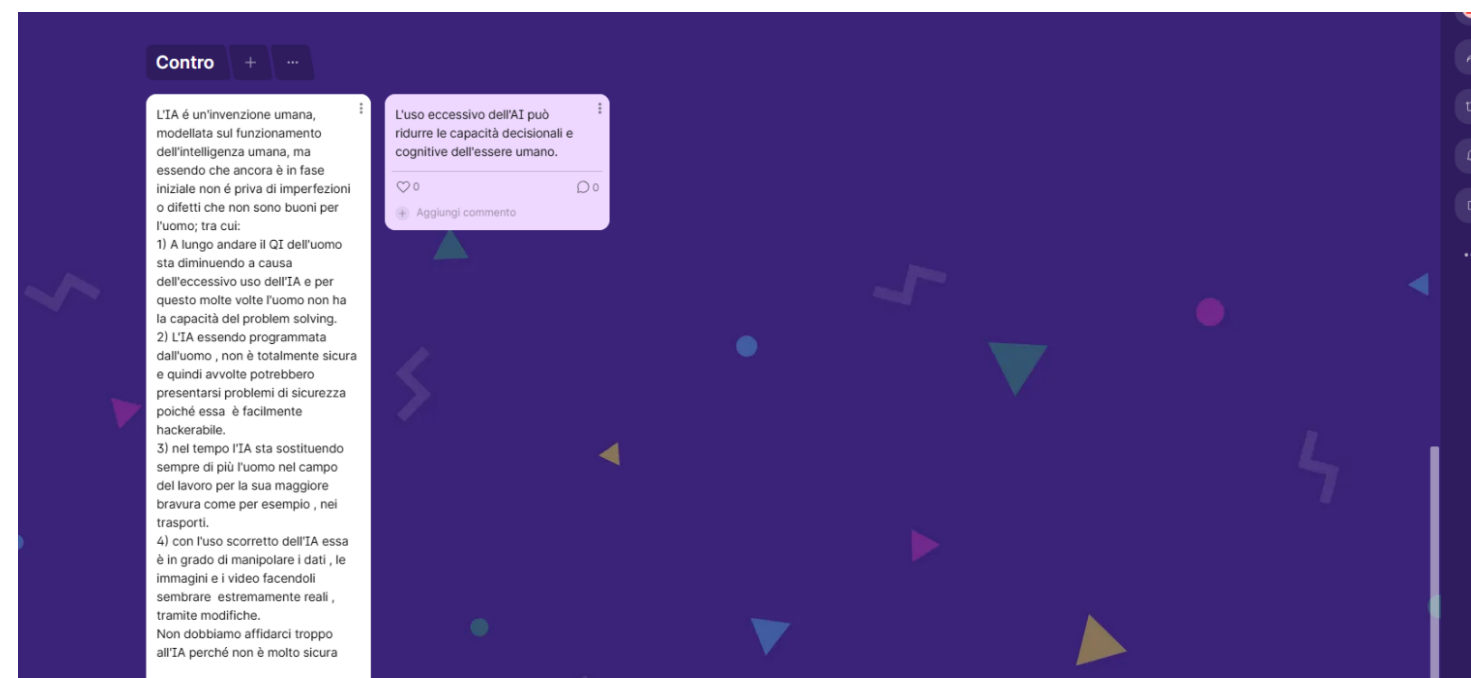 Contro
L'IA é un'invenzione umana,
modellata sul funzionamento
dell'intelligenza umana, ma
essendo che ancora è in fase
iniziale non é priva di imperfezioni
o difetti che non sono buoni per
l'uomo; tra cui:
1) A lungo andare il QI dell'uomo
sta diminuendo a causa
dell'eccessivo uso dell'IA e per
questo molte volte l'uomo non ha
la capacità del problem solving.
2) L'IA essendo programmata
dall'uomo , non è totalmente sicura
e quindi avvolte potrebbero
presentarsi problemi di sicurezza
poiché essa  è facilmente
hackerabile.
3) nel tempo l'IA sta sostituendo
sempre di più l'uomo nel campo
del lavoro per la sua maggiore
bravura come per esempio , nei
trasporti.
4) con l'uso scorretto dell'IA essa
è in grado di manipolare i dati , le
immagini e i video facendoli
sembrare  estremamente reali ,
tramite modifiche.
Non dobbiamo affidarci troppo
all'IA perché non è molto sicura
L'uso eccessivo dell'AI può
ridurre le capacità decisionali e
cognitive dell'essere umano.
0 0
Aggiungi commento